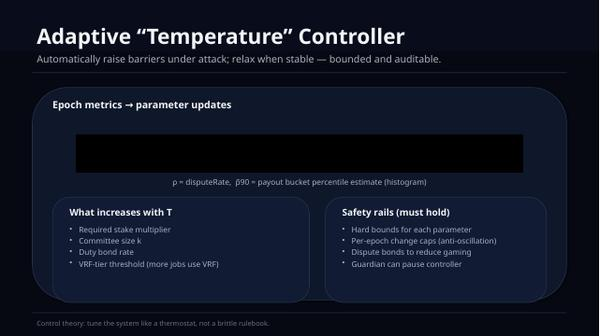 Adaptive “Temperature” Controller
Automatically raise barriers under attack; relax when stable — bounded and auditable.
Epoch metrics → parameter updates
ρ = disputeRate, p̂90 = payout bucket percentile estimate (histogram)
What increases with T
• Required stake multiplier
• Committee size k
• Duty bond rate
• VRF-tier threshold (more jobs use VRF)
Safety rails (must hold)
• Hard bounds for each parameter
• Per-epoch change caps (anti-oscillation)
• Dispute bonds to reduce gaming
• Guardian can pause controller
Control theory: tune the system like a thermostat, not a brittle rulebook.